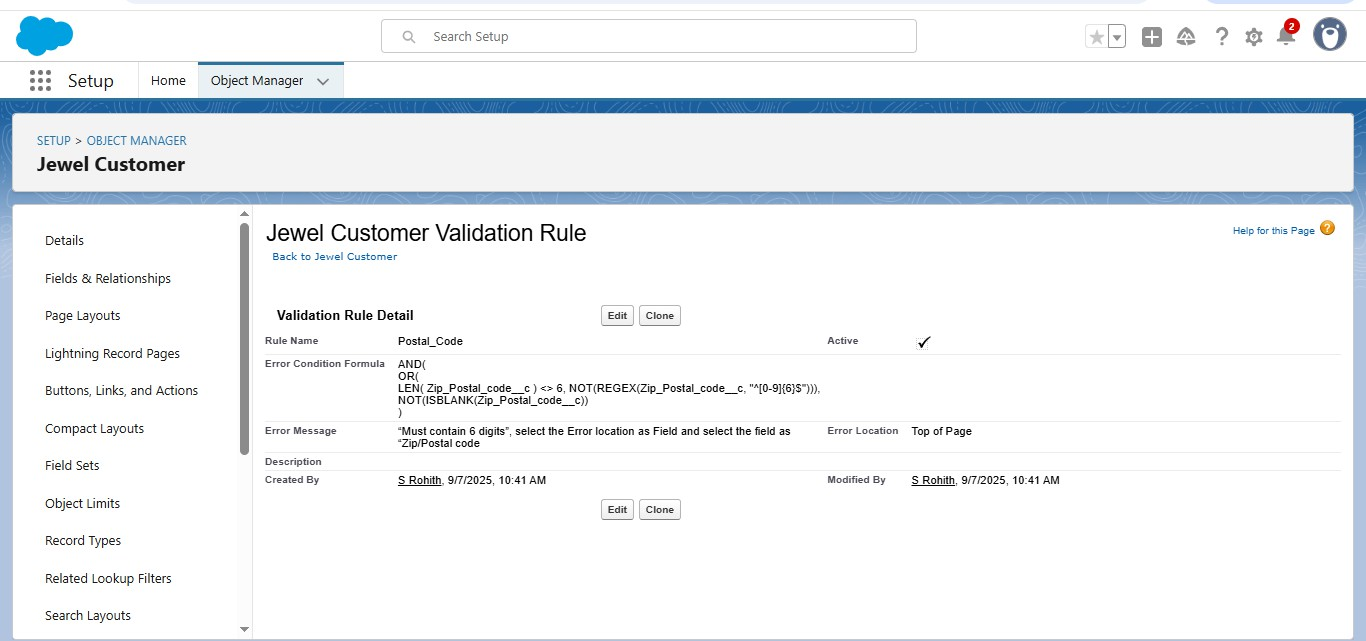 Search Setup
2
Setup
Home
Object Manager
SETUP > OBJECT MANAGER
Jewel Customer
Details
Fields & Relationships
Page Layouts
Lightning Record Pages
Buttons, Links, and Actions
Compact Layouts
Field Sets
Object Limits
Record Types
Related Lookup Filters
Search Layouts
Jewel Customer Validation Rule
Help for this Page ?
Back to Jewel Customer
Validation Rule Detail
Edit Clone
Rule Name Postal_Code Active
Error Condition Formula AND(
OR(
LEN( Zip_Postal_code__c ) <> 6, NOT(REGEX(Zip_Postal_code__c, "^[0-9]{6}$"))),
NOT(ISBLANK(Zip_Postal_code__c))
)
Error Message “Must contain 6 digits”, select the Error location as Field and select the field as
“Zip/Postal code
Error Location Top of Page
Description
Created By S Rohith, 9/7/2025, 10:41 AM Modified By S Rohith, 9/7/2025, 10:41 AM
Edit Clone